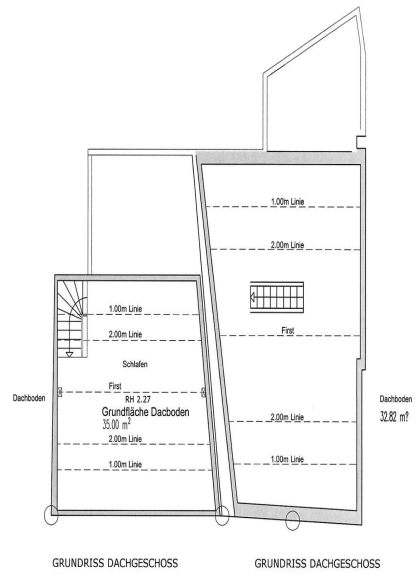 1.00m Linie
2.00m Linie
First
2.00m Linie
1.00m Linie
Dachboden
32.82 m²
1.00m Linie
2.00m Linie
Schlafen
First
RH 2.27
Grundfläche Dacboden
35.00 m²
2.00m Linie
1.00m Linie
Dachboden
GRUNDRISS DACHGESCHOSS
GRUNDRISS DACHGESCHOSS